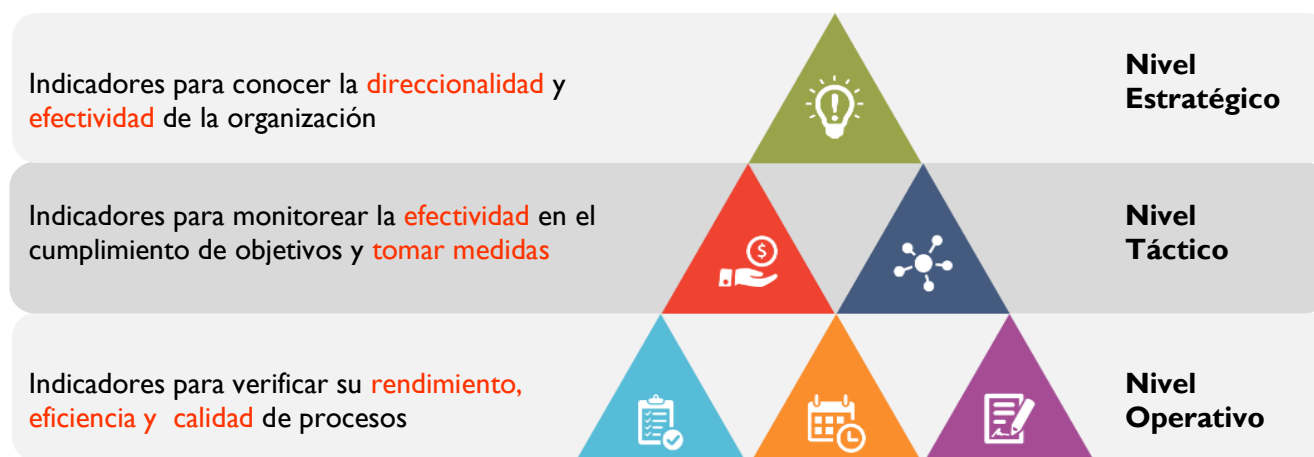 Indicadores para conocer la direccionalidad y
efectividad de la organización
Nivel
Estratégico
Indicadores para monitorear la efectividad en el
cumplimiento de objetivos y tomar medidas
Nivel
Táctico
Indicadores para verificar su rendimiento,
eficiencia y  calidad de procesos
Nivel
Operativo